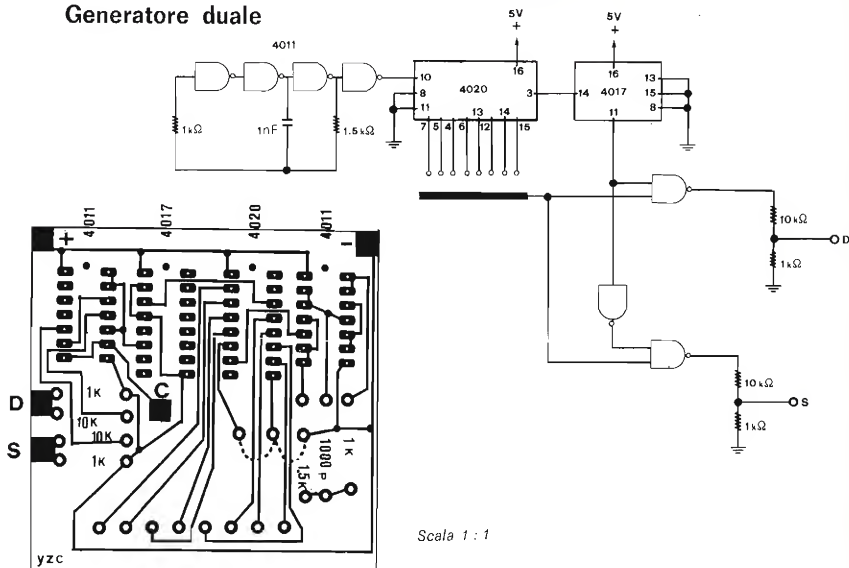 Generatore duale
5V
+
5V
+
4011
10
8
11
16
4020
3
13
14
7
5
4
6
12
15
14
16
4017
11
13
15
8
1kΩ
1nF
1.5kΩ
10kΩ
1kΩ
D
10kΩ
1kΩ
S
4011
4017
4020
4011
+
-
D
S
1K
10K
10K
1K
C
1.5K
1000 P
1K
yzc
Scala 1 : 1